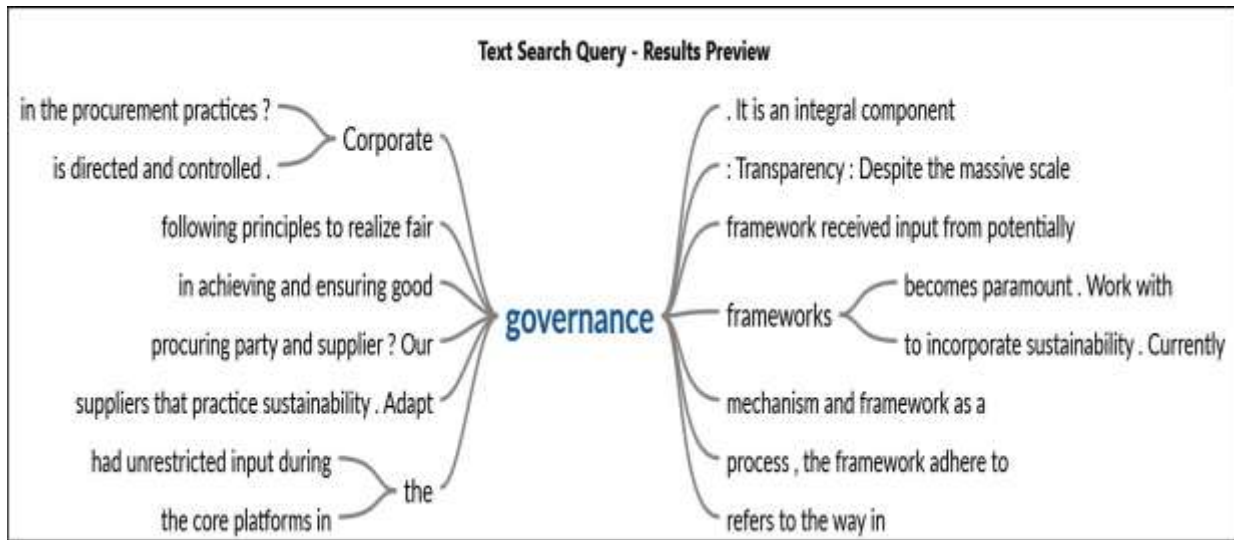 Text Search Query - Results Preview
in the procurement practices ?
is directed and controlled .
Corporate
following principles to realize fair
in achieving and ensuring good
procuring party and supplier ? Our
suppliers that practice sustainability . Adapt
had unrestricted input during
the core platforms in
the
governance
. It is an integral component
: Transparency : Despite the massive scale
framework received input from potentially
frameworks
becomes paramount . Work with
to incorporate sustainability . Currently
mechanism and framework as a
process , the framework adhere to
refers to the way in